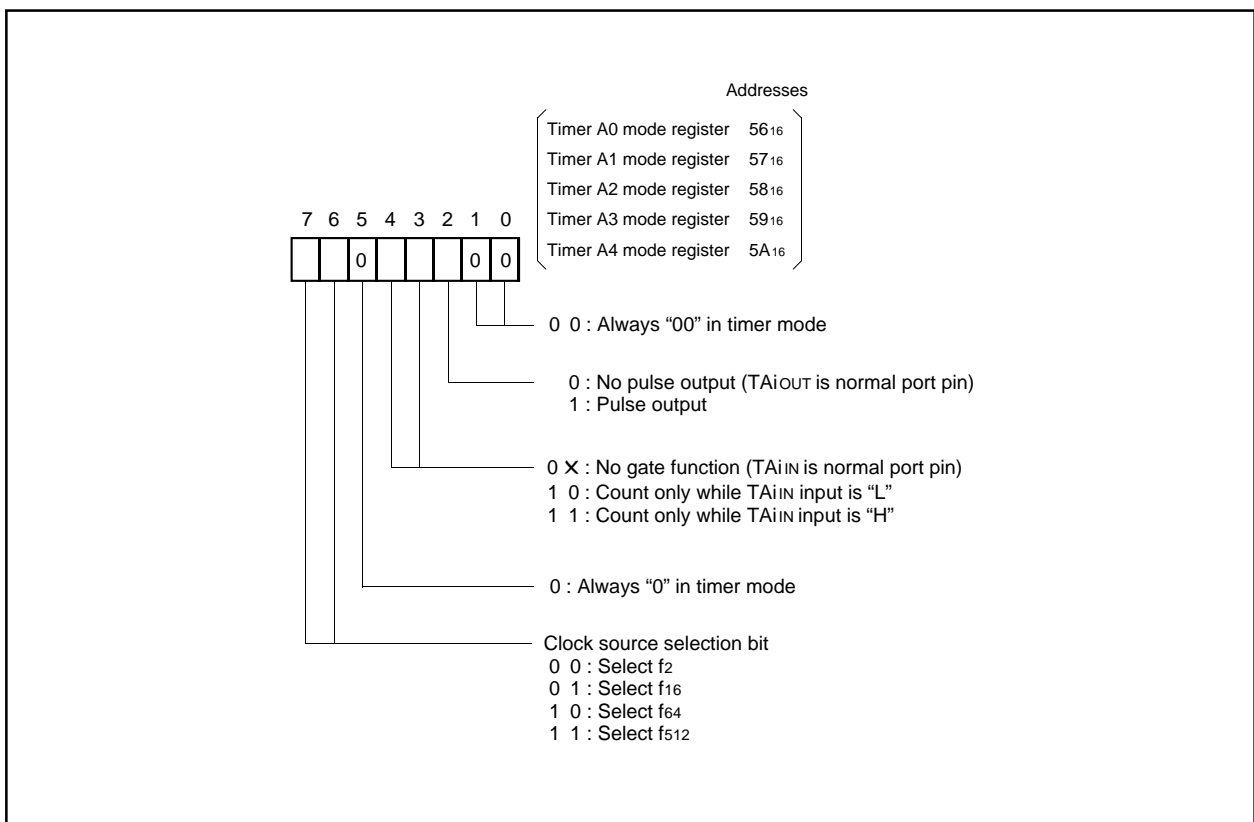 Addresses
Timer A0 mode register 5616
Timer A1 mode register 5716
Timer A2 mode register 5816
Timer A3 mode register 5916
Timer A4 mode register 5A16
7 6 5 4 3 2 1 0
0 0 0
0 0 : Always “00” in timer mode
0 : No pulse output (TAiOUT is normal port pin)
1 : Pulse output
0 × : No gate function (TAiIN is normal port pin)
1 0 : Count only while TAiIN input is “L”
1 1 : Count only while TAiIN input is “H”
0 : Always “0” in timer mode
Clock source selection bit
0 0 : Select f2
0 1 : Select f16
1 0 : Select f64
1 1 : Select f512